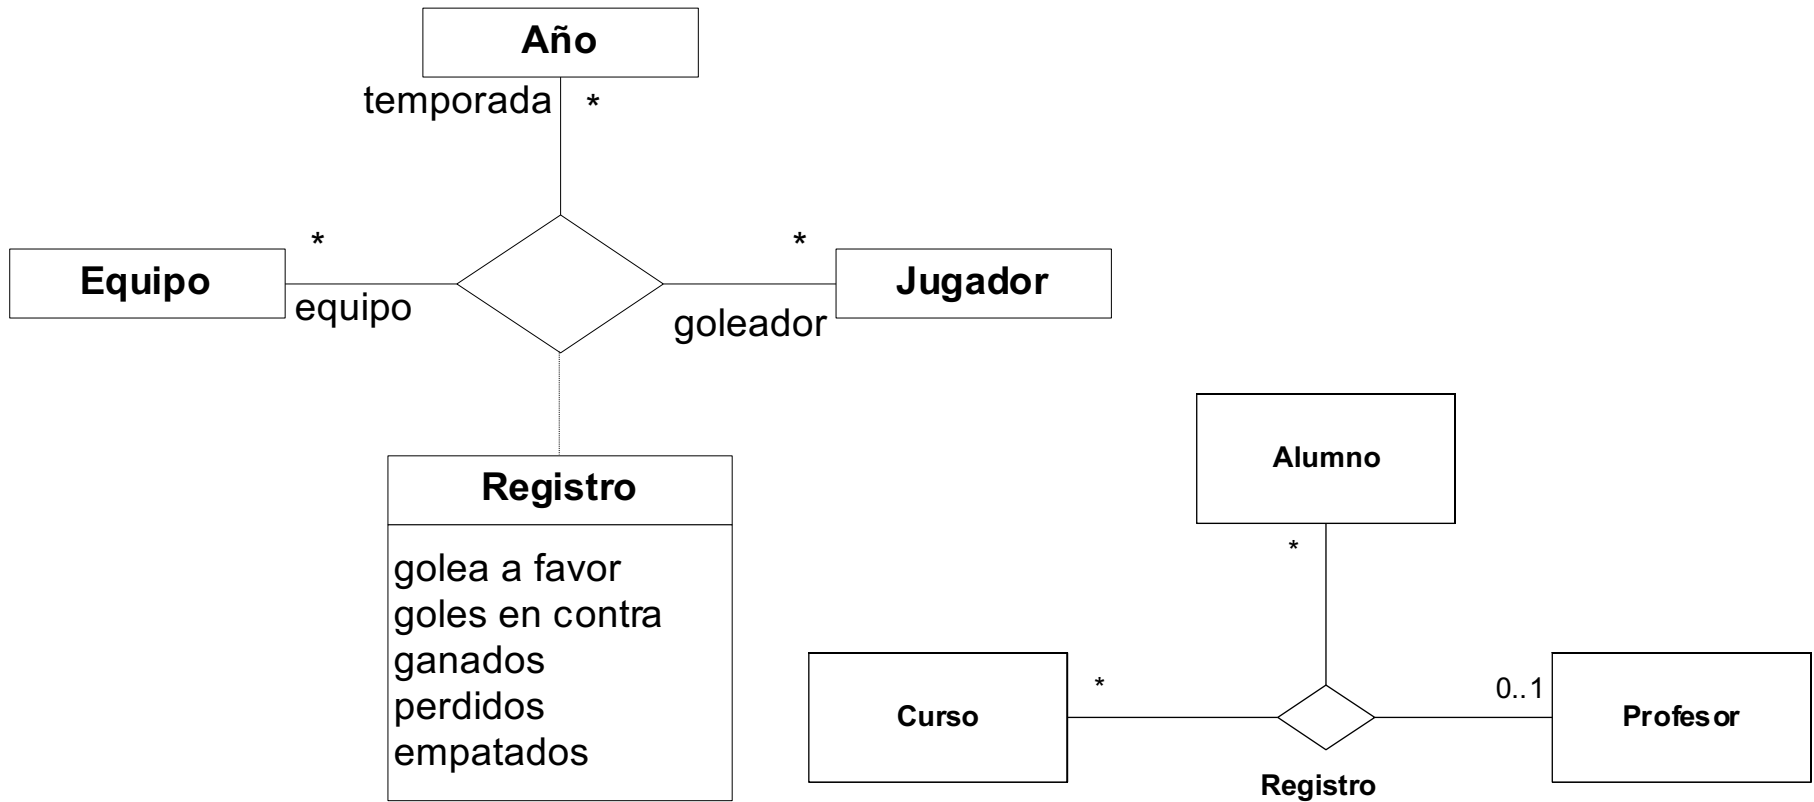 Año
temporada *
* *
Equipo Jugador
equipo goleador
Registro
golea a favor
goles en contra
ganados
perdidos
empatados
Alumno
*
* 0..1
Curso Profesor
Registro